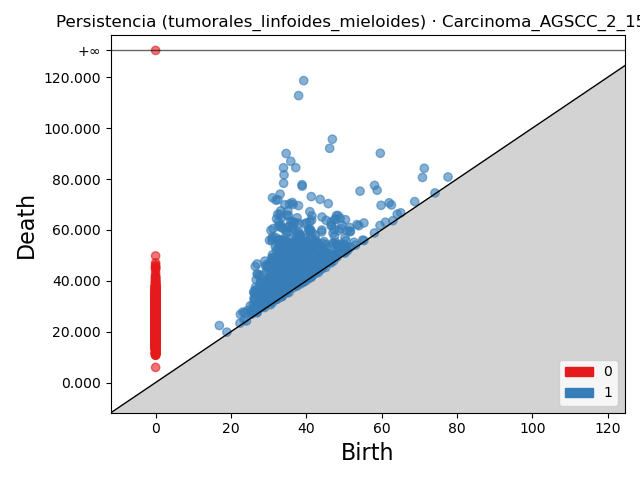 Persistencia (tumorales_linfoides_mieloides) · Carcinoma_AGSCC_2_15
+∞
120.000
100.000
80.000
60.000
40.000
20.000
0.000
Death
0
1
0 20 40 60 80 100 120
Birth